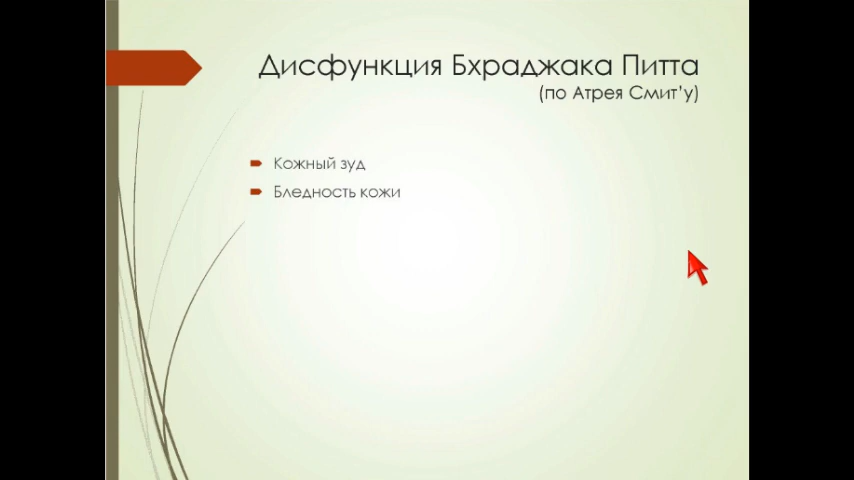 Дисфункция Бхраджака Питта
(по Атрея Смит'у)
Кожный зуд
Бледность кожи